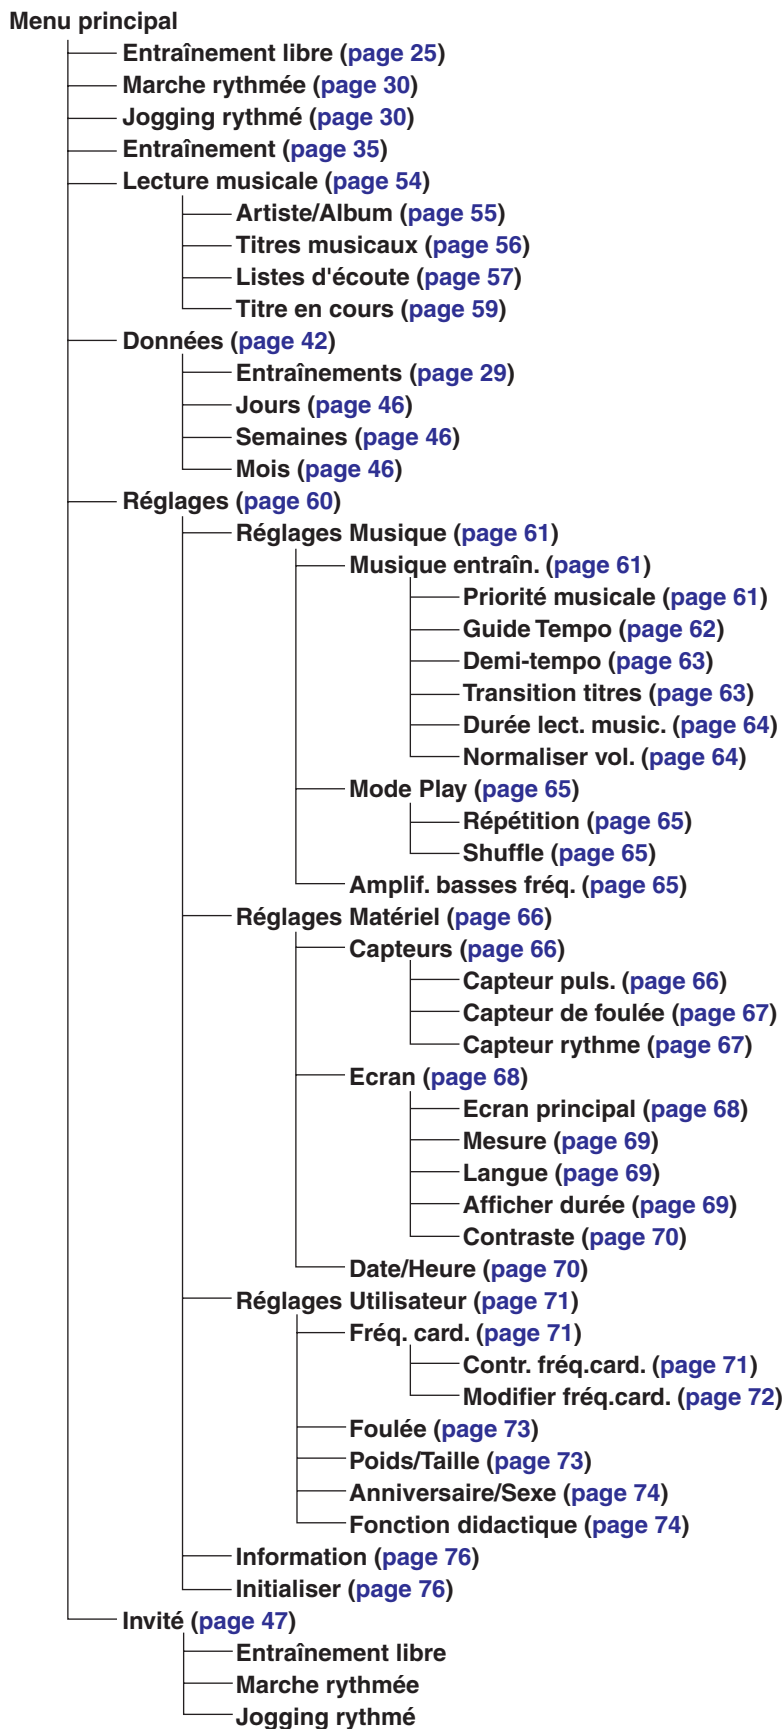 Menu principal
Entraînement libre (page 25)
Marche rythmée (page 30)
Jogging rythmé (page 30)
Entraînement (page 35)
Lecture musicale (page 54)
Artiste/Album (page 55)
Titres musicaux (page 56)
Listes d'écoute (page 57)
Titre en cours (page 59)
Données (page 42)
Entraînements (page 29)
Jours (page 46)
Semaines (page 46)
Mois (page 46)
Réglages (page 60)
Réglages Musique (page 61)
Musique entraîn. (page 61)
Priorité musicale (page 61)
Guide Tempo (page 62)
Demi-tempo (page 63)
Transition titres (page 63)
Durée lect. music. (page 64)
Normaliser vol. (page 64)
Mode Play (page 65)
Répétition (page 65)
Shuffle (page 65)
Amplif. basses fréq. (page 65)
Réglages Matériel (page 66)
Capteurs (page 66)
Capteur puls. (page 66)
Capteur de foulée (page 67)
Capteur rythme (page 67)
Ecran (page 68)
Ecran principal (page 68)
Mesure (page 69)
Langue (page 69)
Afficher durée (page 69)
Contraste (page 70)
Date/Heure (page 70)
Réglages Utilisateur (page 71)
Fréq. card. (page 71)
Contr. fréq.card. (page 71)
Modifier fréq.card. (page 72)
Foulée (page 73)
Poids/Taille (page 73)
Anniversaire/Sexe (page 74)
Fonction didactique (page 74)
Information (page 76)
Initialiser (page 76)
Invité (page 47)
Entraînement libre
Marche rythmée
Jogging rythmé